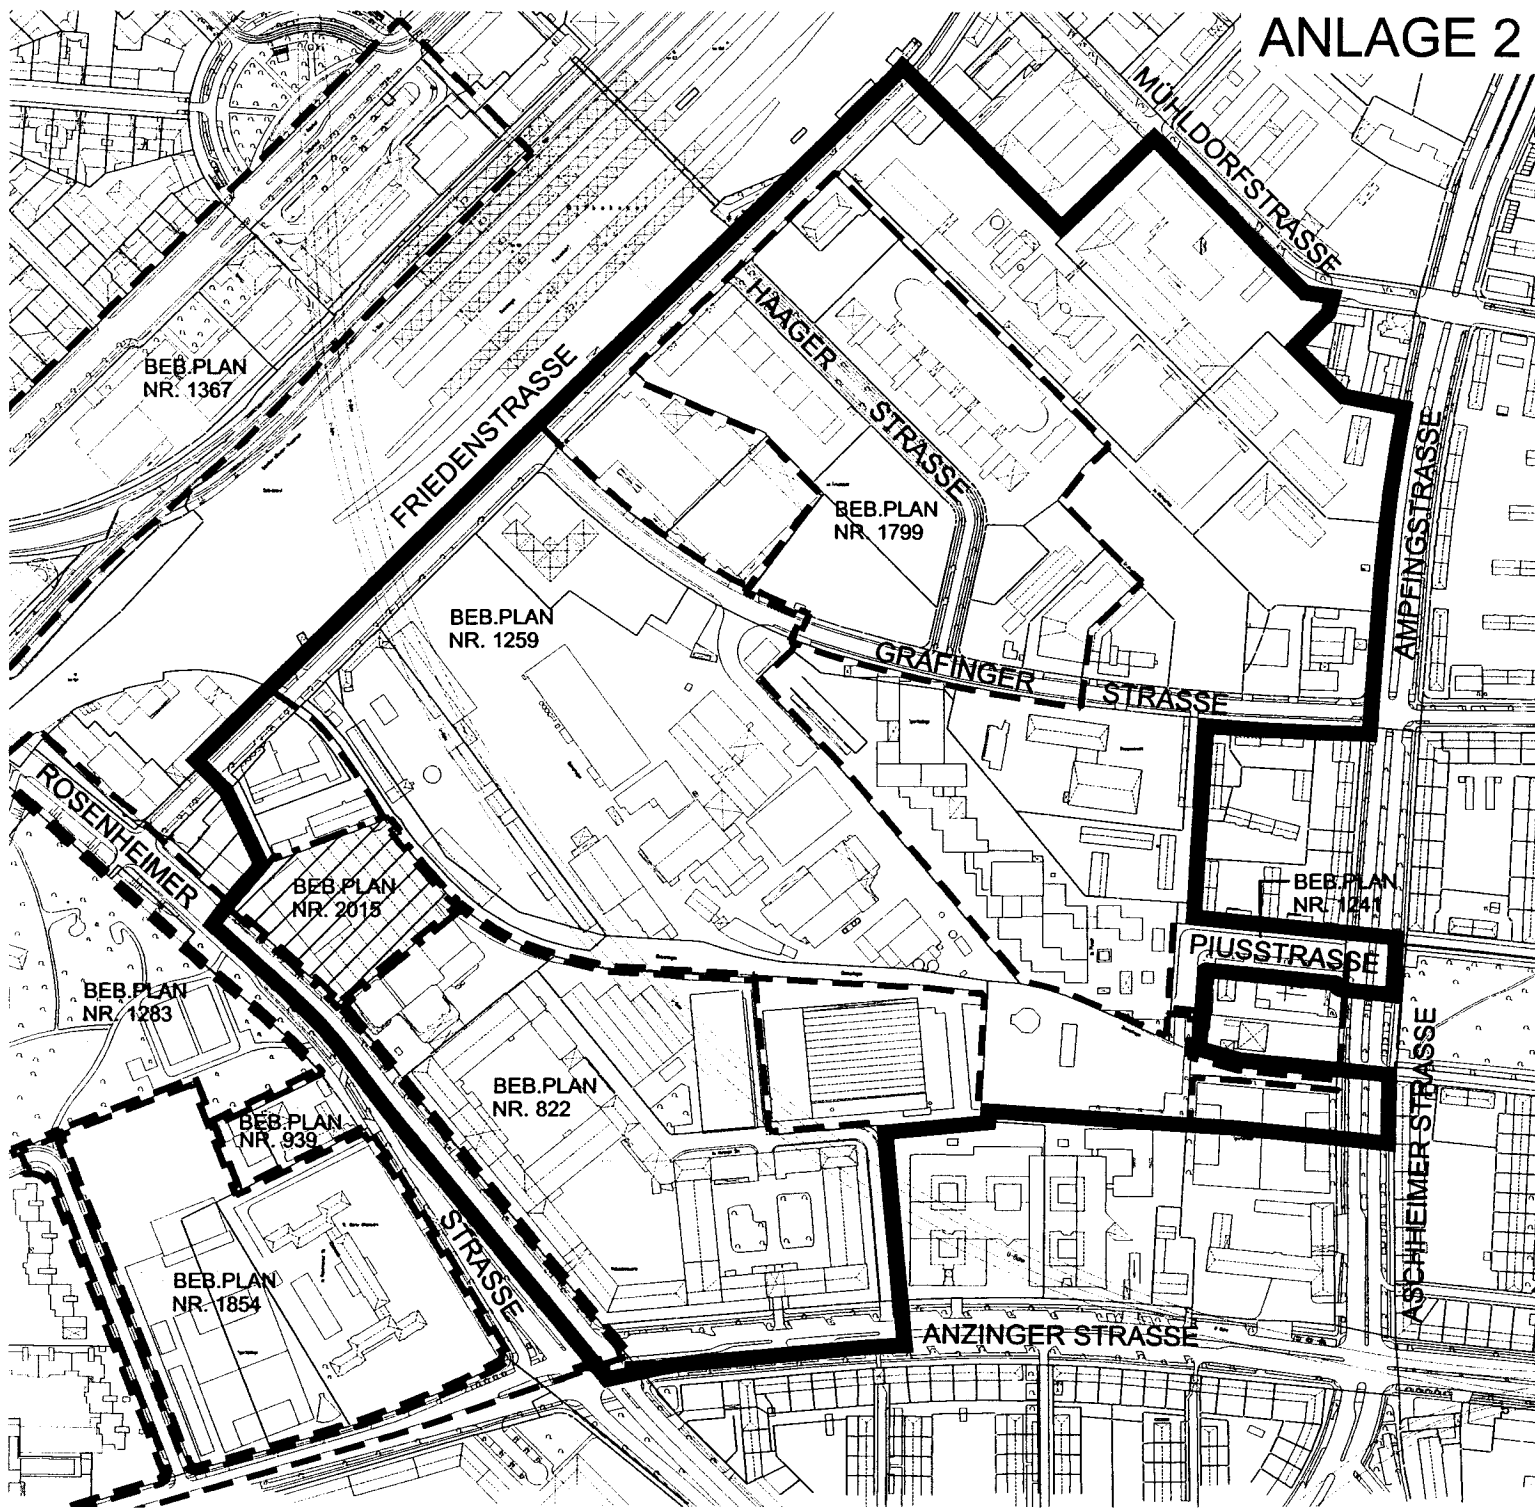 ANLAGE 2
MÜHLDORFSTRASSE
HAAGER STRASSE
BEB.PLAN
NR. 1367
FRIEDENSTRASSE
AMPFINGSTRASSE
BEB.PLAN
NR. 1799
BEB.PLAN
NR. 1259
GRAFINGER STRASSE
ROSENHEIMER STRASSE
BEB.PLAN
NR. 2015
BEB.PLAN
NR. 1241
PIUSSTRASSE
BEB.PLAN
NR. 1283
BEB.PLAN
NR. 822
BEB.PLAN
NR. 939
ASCHHEIMER STRASSE
BEB.PLAN
NR. 1854
ANZINGER STRASSE